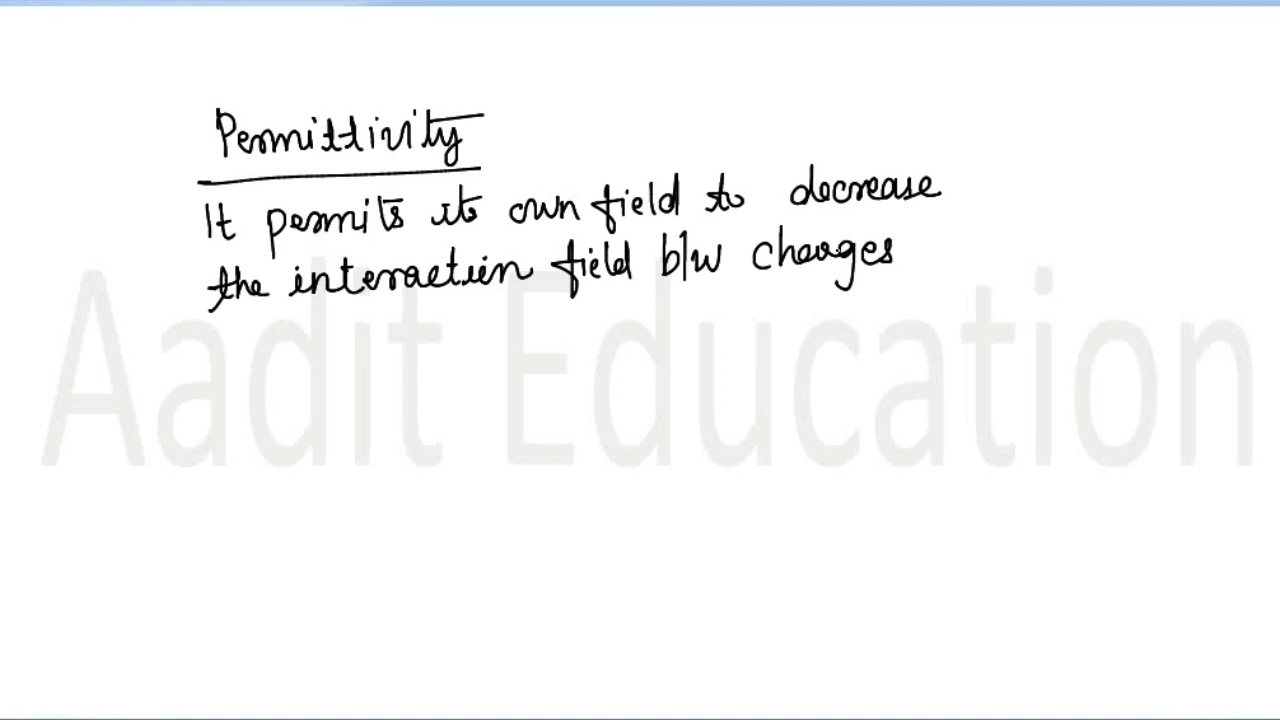 Permittivity
It permits its own field to decrease
the interaction field b/w charges
Aadit Education